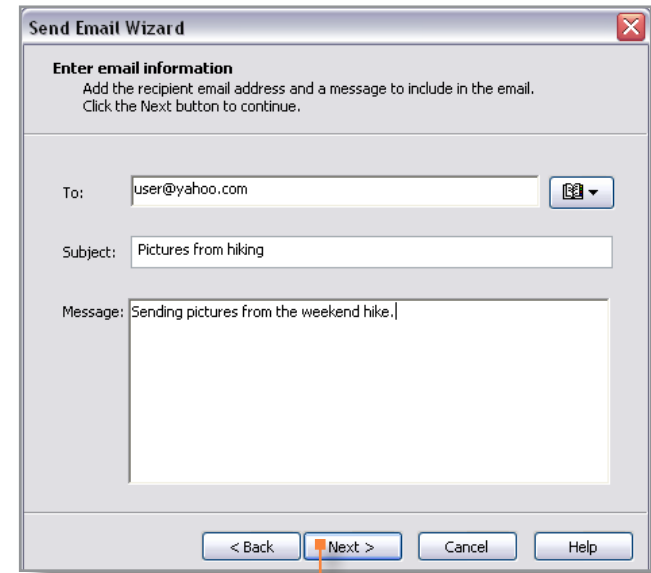 Send Email Wizard
Enter email information
Add the recipient email address and a message to include in the email.
Click the Next button to continue.
To: user@yahoo.com
Subject: Pictures from hiking
Message: Sending pictures from the weekend hike.
< Back Next > Cancel Help